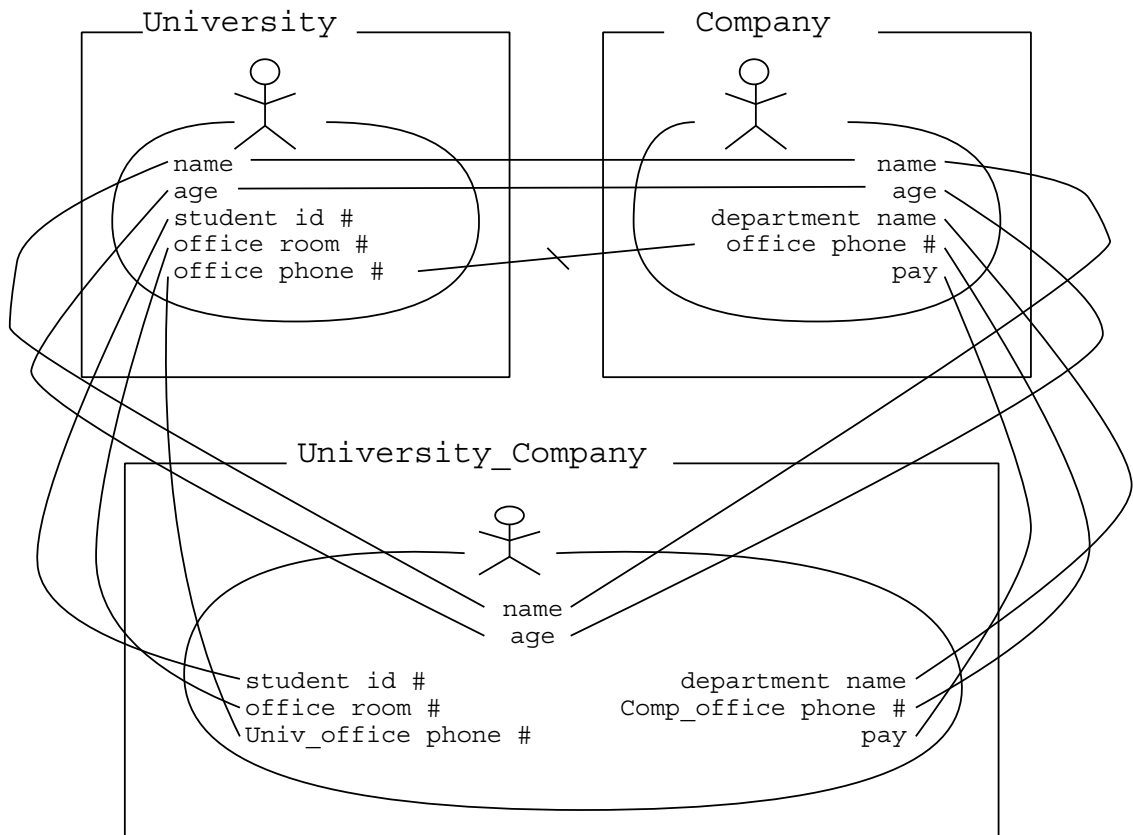 University
Company
name
age
student id #
office room #
office phone #
name
age
department name
office phone #
pay
University_Company
name
age
student id #
office room #
Univ_office phone #
department name
Comp_office phone #
pay